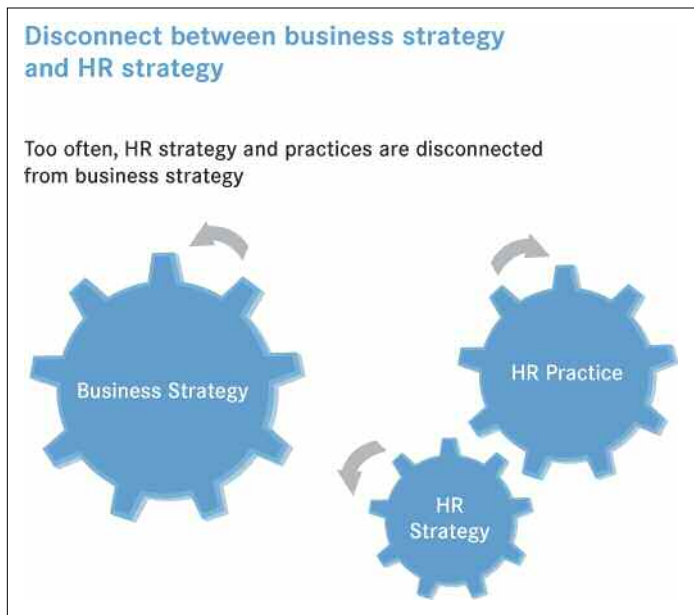 Disconnect between business strategy
and HR strategy
Too often, HR strategy and practices are disconnected
from business strategy
Business Strategy
HR Practice
HR
Strategy